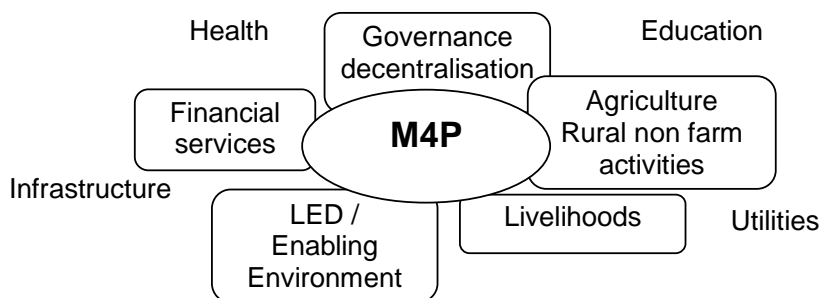 Health
Governance
decentralisation
Education
Financial
services
M4P
Agriculture
Rural non farm
activities
Infrastructure
LED /
Enabling
Environment
Livelihoods
Utilities